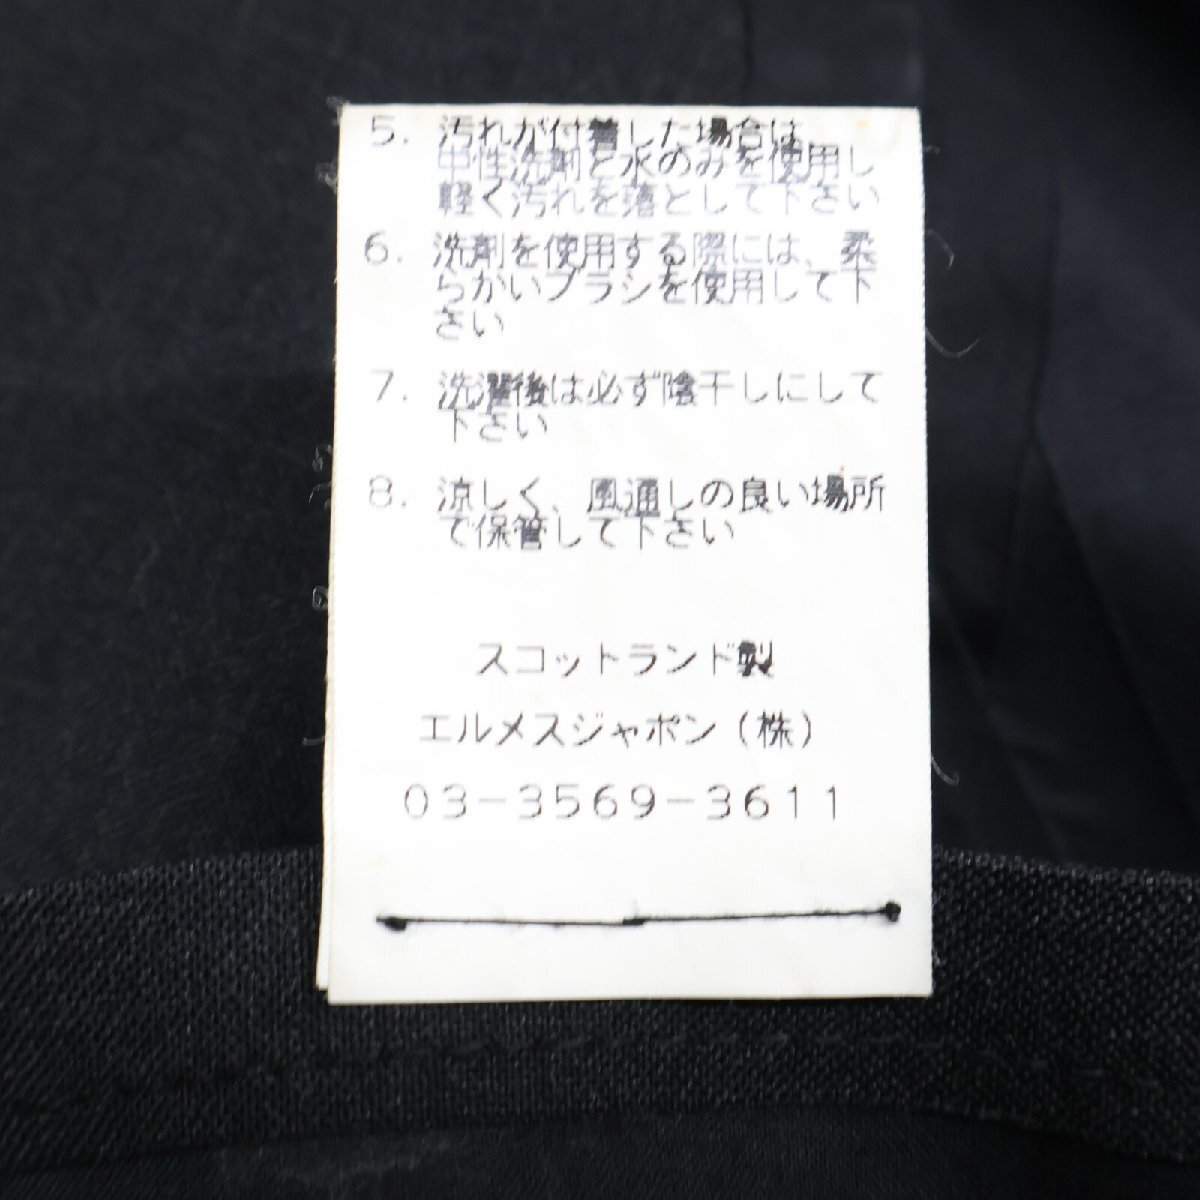 5. 汚れが付着した場合は、
中性洗剤と水のみを使用し
軽く汚れを落として下さい
6. 洗剤を使用する際には、柔
らかいブラシを使用して下
さい
7. 洗濯後は必ず陰干しにして
下さい
8. 涼しく、風通しの良い場所
で保管して下さい
スコットランド製
エルメスジャポン(株)
03-3569-3611